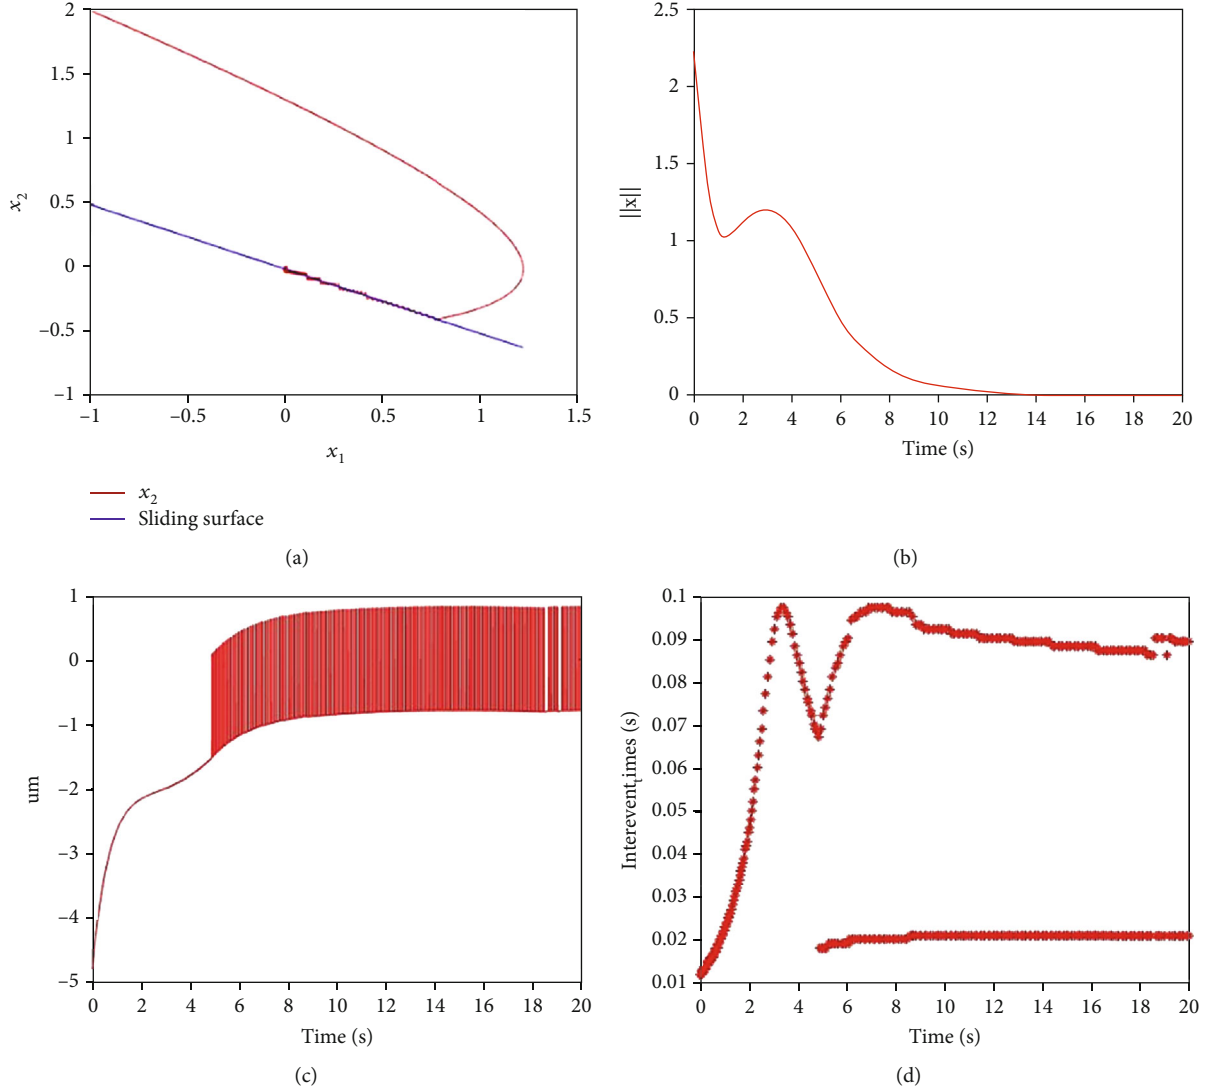 2
1.5
1
0.5
0
–0.5
–1
x2
–1
–0.5
0
0.5
1
1.5
x1
x2
Sliding surface
(a)
2.5
2
1.5
1
0.5
0
||x||
0 2 4 6 8 10 12 14 16 18 20
Time (s)
(b)
1
0
–1
–2
–3
–4
–5
um
0 2 4 6 8 10 12 14 16 18 20
Time (s)
(c)
0.1
0.09
0.08
0.07
0.06
0.05
0.04
0.03
0.02
0.01
Interevent_times (s)
0 2 4 6 8 10 12 14 16 18 20
Time (s)
(d)